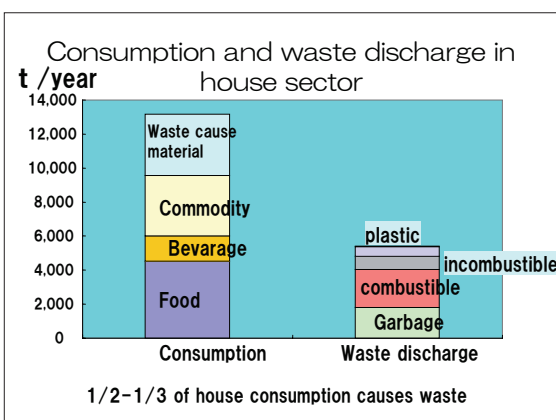 Consumption and waste discharge in
house sector
t /year
14,000
12,000
10,000
8,000
6,000
4,000
2,000
0
Waste cause
material
Commodity
Bevarage
Food
plastic
incombustible
combustible
Garbage
Consumption
Waste discharge
1/2-1/3 of house consumption causes waste